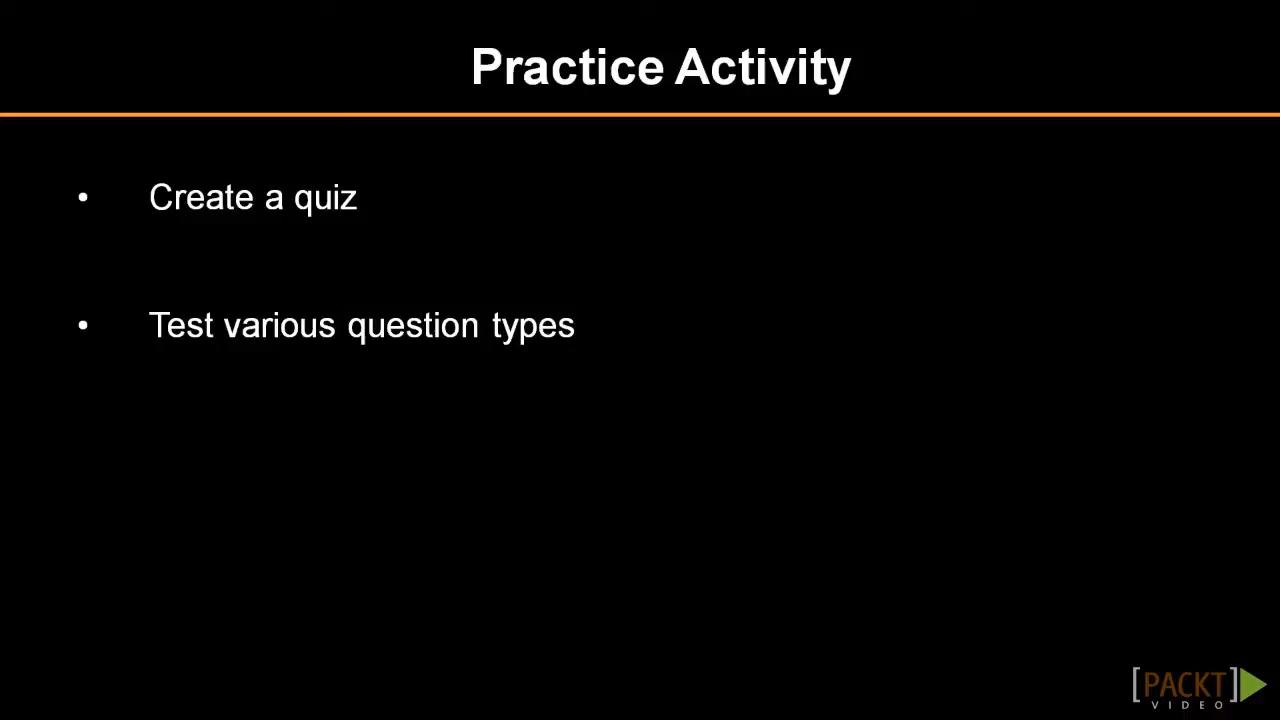 Practice Activity
• Create a quiz
• Test various question types
[PACKT]
VIDEO